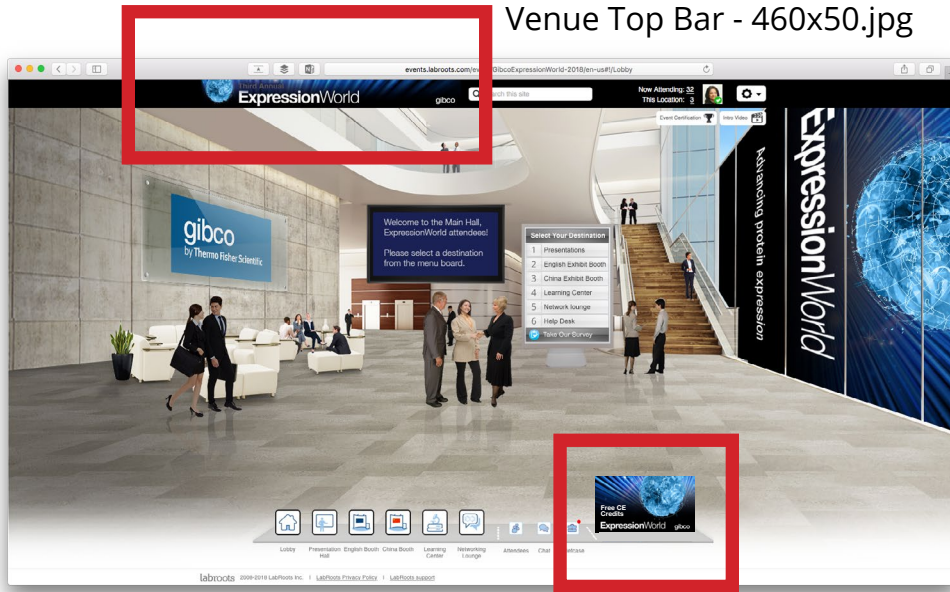 Venue Top Bar - 460x50.jpg
events.labroots.com/even GibcoExpressionWorld-2018/en-us#!/Lobby
Third Annual
ExpressionWorld
gibco
rch this site
Now Attending: 32
This Location: 3
Event Certification
Intro Video
gibco
by Thermo Fisher Scientific
Welcome to the Main Hall,
ExpressionWorld attendees!
Please select a destination
from the menu board.
Select Your Destination
1 Presentations
2 English Exhibit Booth
3 China Exhibit Booth
4 Learning Center
5 Network lounge
6 Help Desk
Take Our Survey
Advancing protein expression
ExpressionWorld
Free CE
Credits
ExpressionWorld gibco
Lobby
Presentation
Hall
English Booth
China Booth
Learning
Center
Networking
Lounge
Attendees
Chat
efcase
labroots
LabRoots Inc. | LabRoots Privacy Policy | LabRoots support